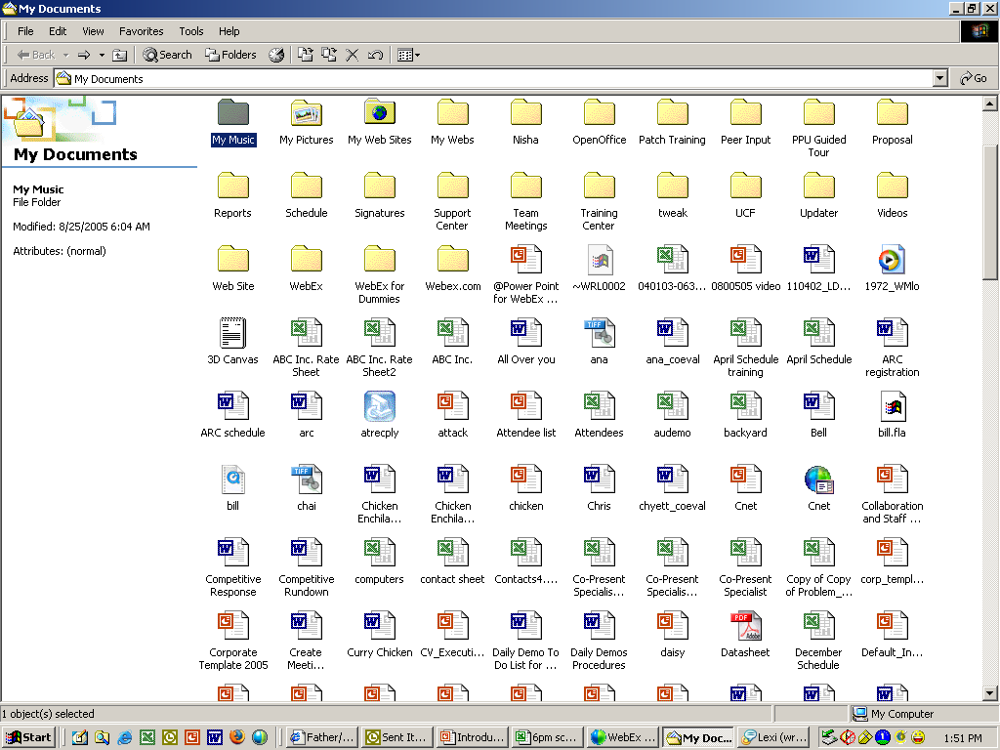 My Documents
File Edit View Favorites Tools Help
Back Search Folders
Address My Documents Go
My Documents
My Music
File Folder
Modified: 8/25/2005 6:04 AM
Attributes: (normal)
My Music My Pictures My Web Sites My Webs Nisha OpenOffice Patch Training Peer Input PPU Guided Proposal
Tour
Reports Schedule Signatures Support Team Training tweak UCF Updater Videos
Center Meetings Center
Web Site WebEx WebEx for Webex.com @Power Point ~WRL0002 040103-063... 0800505 video 110402_LD... 1972_WMlo
Dummies for WebEx ...
3D Canvas ABC Inc. Rate ABC Inc. Rate ABC Inc. All Over you ana ana_coeval April Schedule April Schedule ARC
Sheet Sheet2 training registration
ARC schedule arc atrecply attack Attendee list Attendees audemo backyard Bell bill.fla
TIFF
bill chai Chicken Chicken chicken Chris chyett_coeval Cnet Cnet Collaboration
Enchila... Enchila... and Staff ...
Competitive Competitive computers contact sheet Contacts4.... Co-Present Co-Present Co-Present Copy of Copy corp_templ...
Response Rundown Specialis... Specialis... Specialist of Problem_...
PDF
Adobe
Corporate Create Curry Chicken CV_Executi... Daily Demo To Daily Demos daisy Datasheet December Default_In...
Template 2005 Meeti... Do List for ... Procedures Schedule
1 object(s) selected My Computer
Start Father/... Sent It... Introdu... 6pm sc... WebEx ... My Doc... Lexi (wr... 1:51 PM